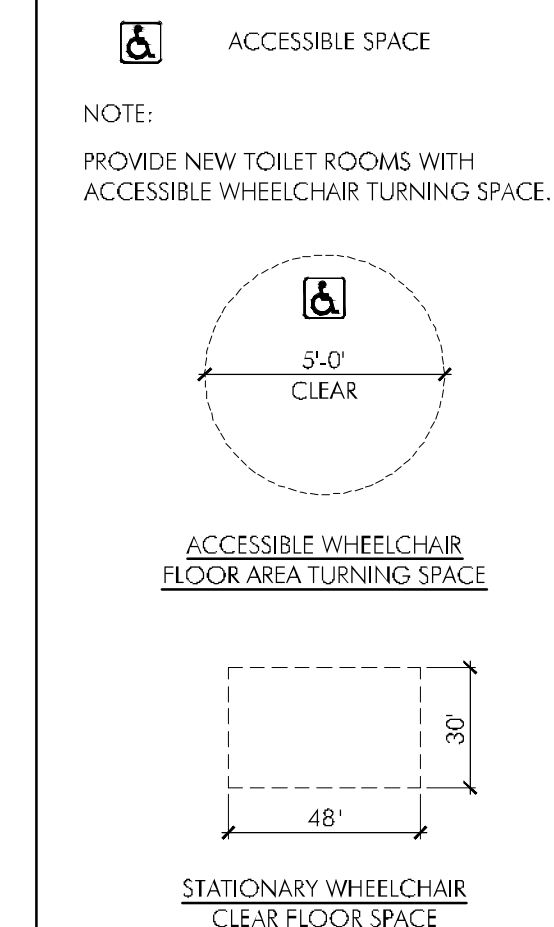 ACCESSIBLE SPACE
NOTE:
PROVIDE NEW TOILET ROOMS WITH
ACCESSIBLE WHEELCHAIR TURNING SPACE.
5'-0'
CLEAR
ACCESSIBLE WHEELCHAIR
FLOOR AREA TURNING SPACE
30'
48'
STATIONARY WHEELCHAIR
CLEAR FLOOR SPACE